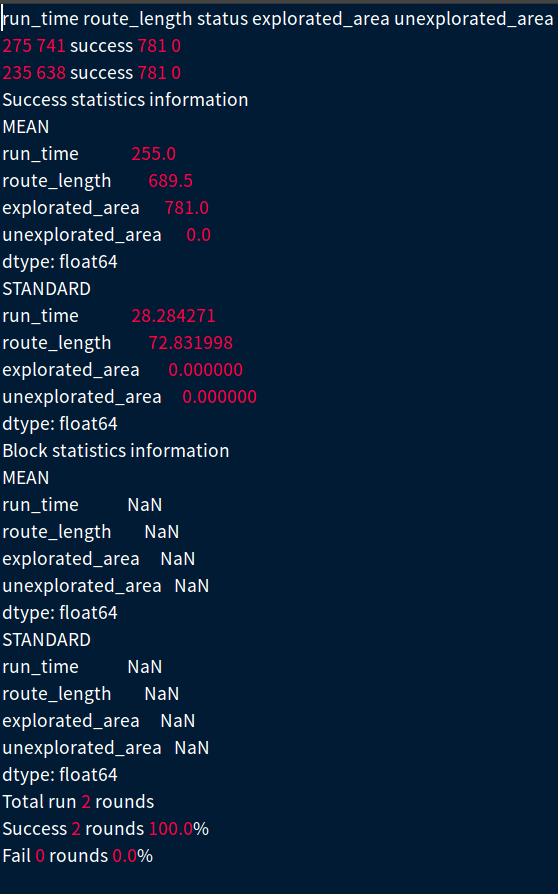 run_time route_length status explorated_area unexplorated_area
275 741 success 781 0
235 638 success 781 0
Success statistics information
MEAN
run_time 255.0
route_length 689.5
explorated_area 781.0
unexplorated_area 0.0
dtype: float64
STANDARD
run_time 28.284271
route_length 72.831998
explorated_area 0.000000
unexplorated_area 0.000000
dtype: float64
Block statistics information
MEAN
run_time NaN
route_length NaN
explorated_area NaN
unexplorated_area NaN
dtype: float64
STANDARD
run_time NaN
route_length NaN
explorated_area NaN
unexplorated_area NaN
dtype: float64
Total run 2 rounds
Success 2 rounds 100.0%
Fail 0 rounds 0.0%